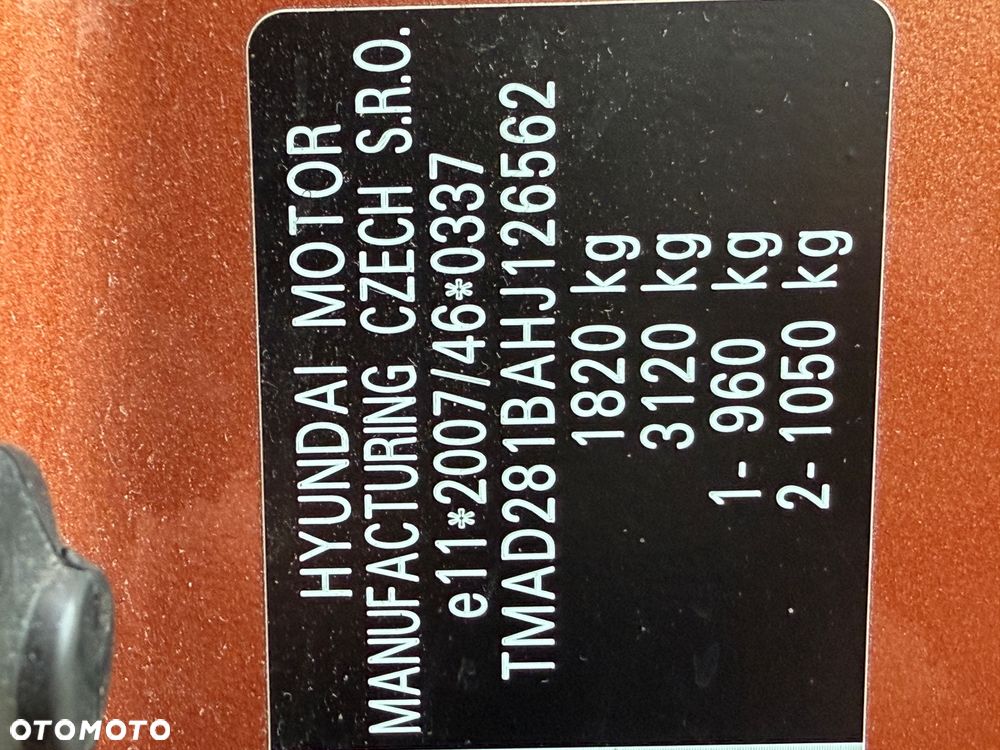 HYUNDAI MOTOR
MANUFACTURING CZECH S.R.O.
e11*2007/46*0337
TMAD281BAHJ126562
1820 kg
3120 kg
1- 960 kg
2- 1050 kg
OTOMOTO